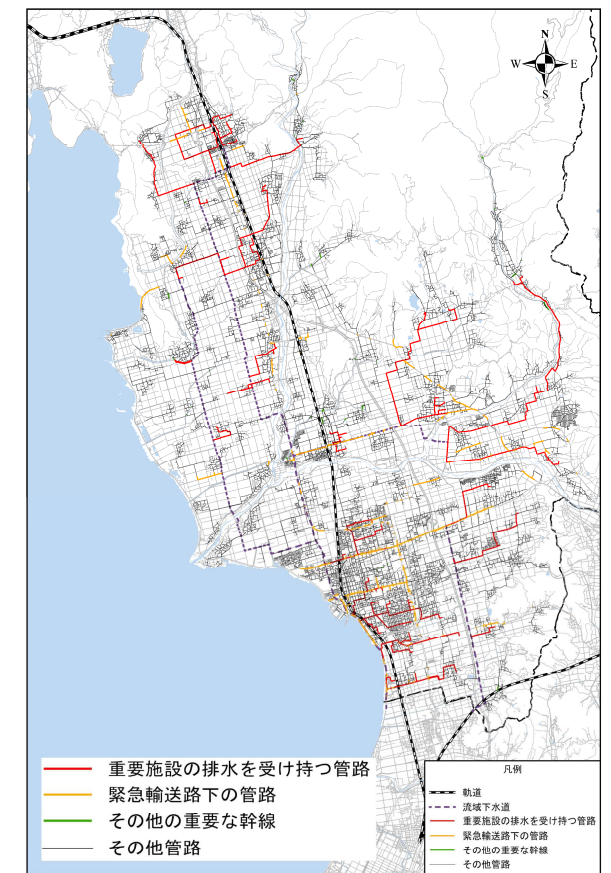 N
W E
S
重要施設の排水を受け持つ管路
緊急輸送路下の管路
その他の重要な幹線
その他管路
凡例
軌道
流域下水道
重要施設の排水を受け持つ管路
緊急輸送路下の管路
その他の重要な幹線
その他管路